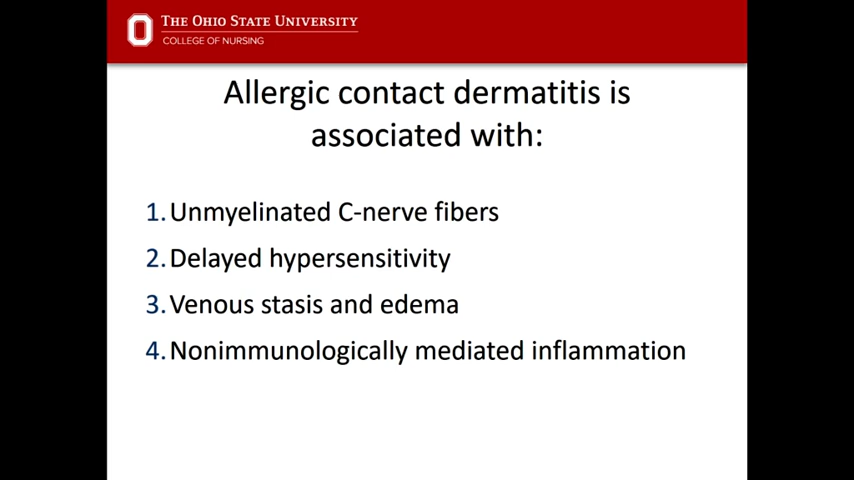 THE OHIO STATE UNIVERSITY
COLLEGE OF NURSING
Allergic contact dermatitis is
associated with:
1. Unmyelinated C-nerve fibers
2. Delayed hypersensitivity
3. Venous stasis and edema
4. Nonimmunologically mediated inflammation